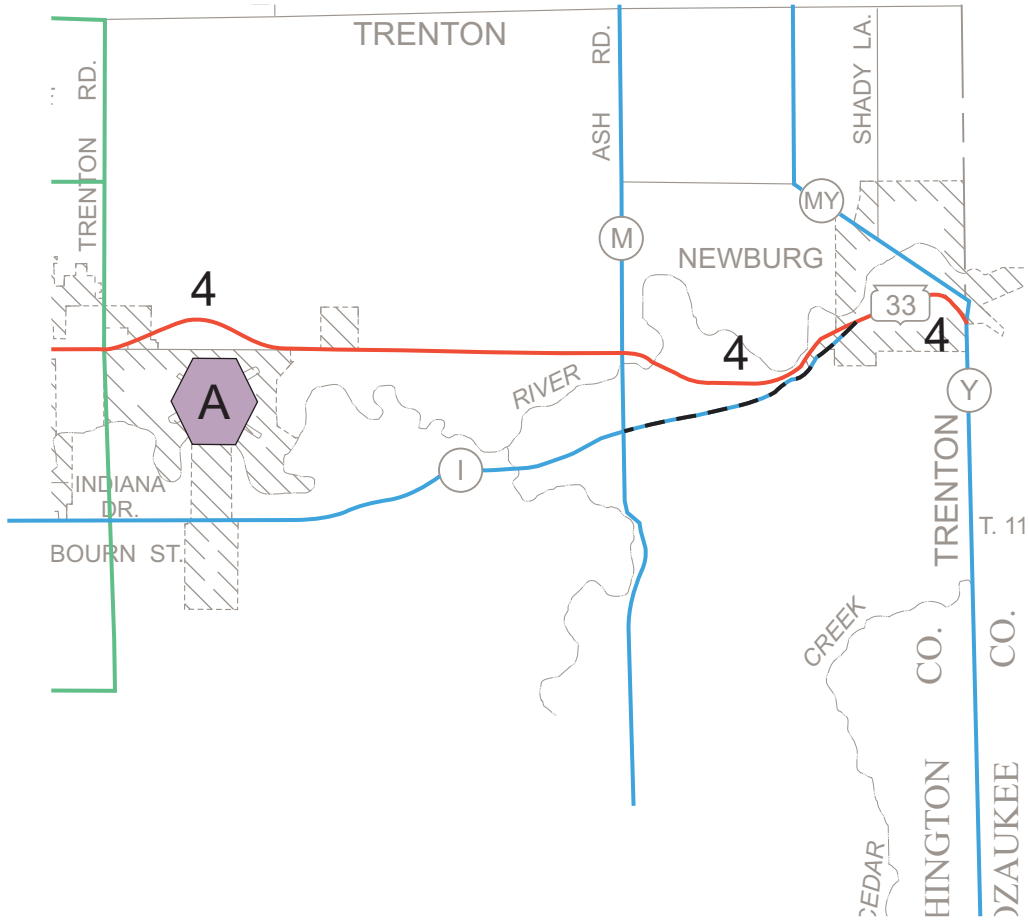 TRENTON
RD.
TRENTON
ASH RD.
SHADY LA.
MY
M
NEWBURG
4
33
4
4
A
RIVER
Y
I
INDIANA
DR.
TRENTON
T. 11
BOURN ST.
CREEK
CO.
CO.
HINGTON
OZAUKEE
CEDAR